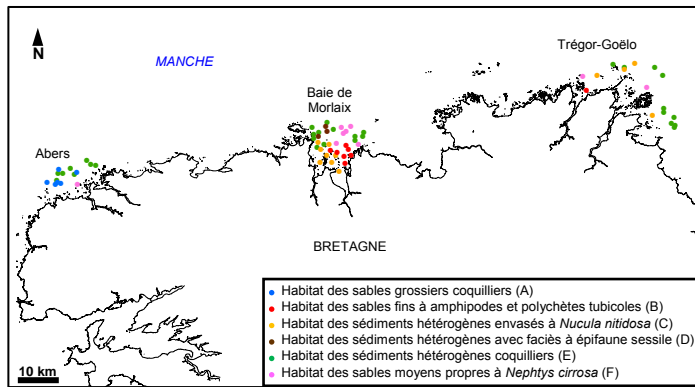 Trégor-Goëlo
N
MANCHE
Baie de
Morlaix
Abers
BRETAGNE
Habitat des sables grossiers coquilliers (A)
Habitat des sables fins à amphipodes et polychètes tubicoles (B)
Habitat des sédiments hétérogènes envasés à Nucula nitidosa (C)
Habitat des sédiments hétérogènes avec faciès à épifaune sessile (D)
Habitat des sédiments hétérogènes coquilliers (E)
Habitat des sables moyens propres à Nephtys cirrosa (F)
10 km